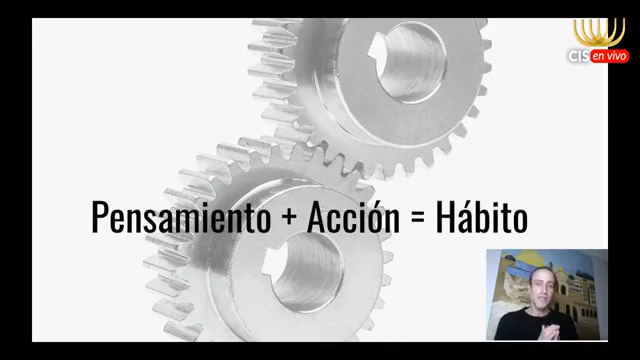 CIS en vivo
Pensamiento + Acción = Hábito